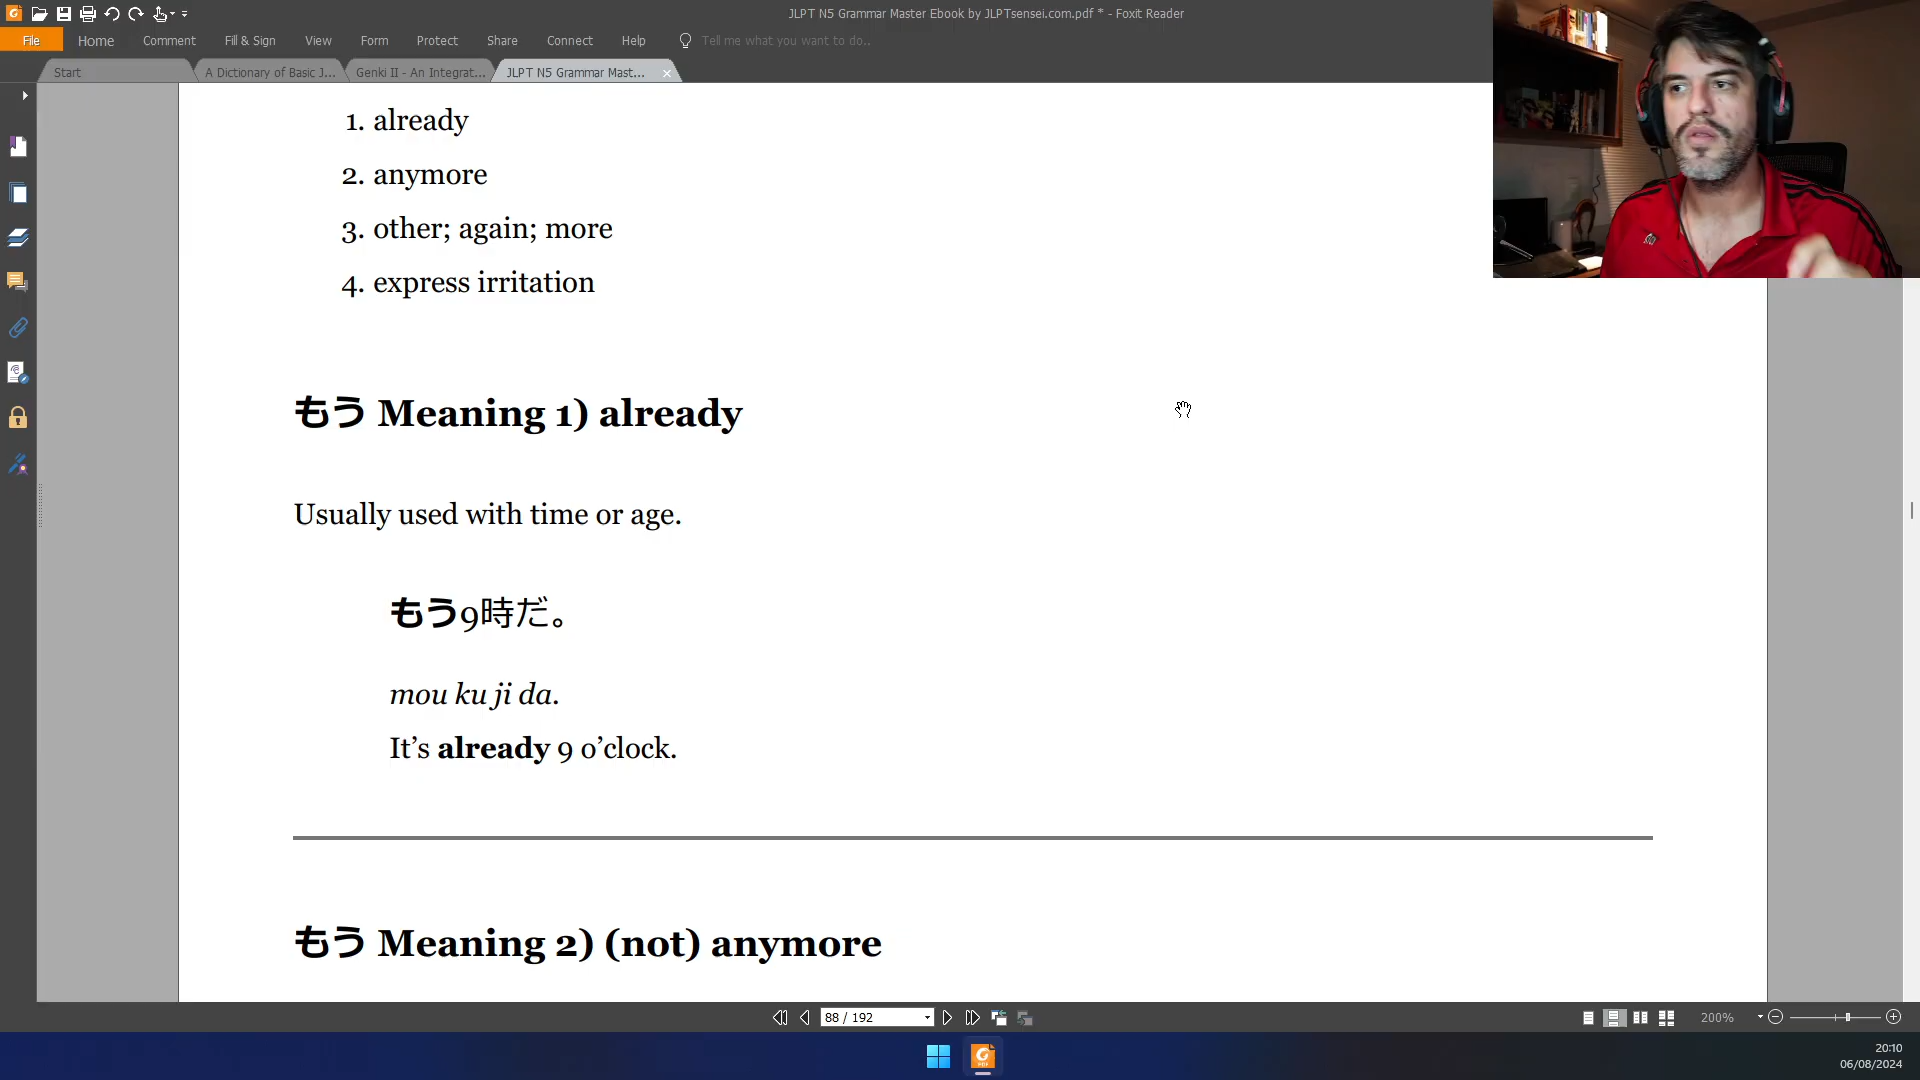 JLPT N5 Grammar Master Ebook by JLPTsensei.com.pdf * - Foxit Reader
File Home Comment Fill & Sign View Form Protect Share Connect Help Tell me what you want to do..
Start A Dictionary of Basic J... Genki II - An Integrat... JLPT N5 Grammar Mast...
1. already
2. anymore
3. other; again; more
4. express irritation
もう Meaning 1) already
Usually used with time or age.
もう9時だ。
mou ku ji da.
It’s already 9 o’clock.
もう Meaning 2) (not) anymore
88 / 192
200%
20:10
06/08/2024